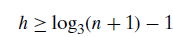 h ≥ log₃(n + 1) − 1